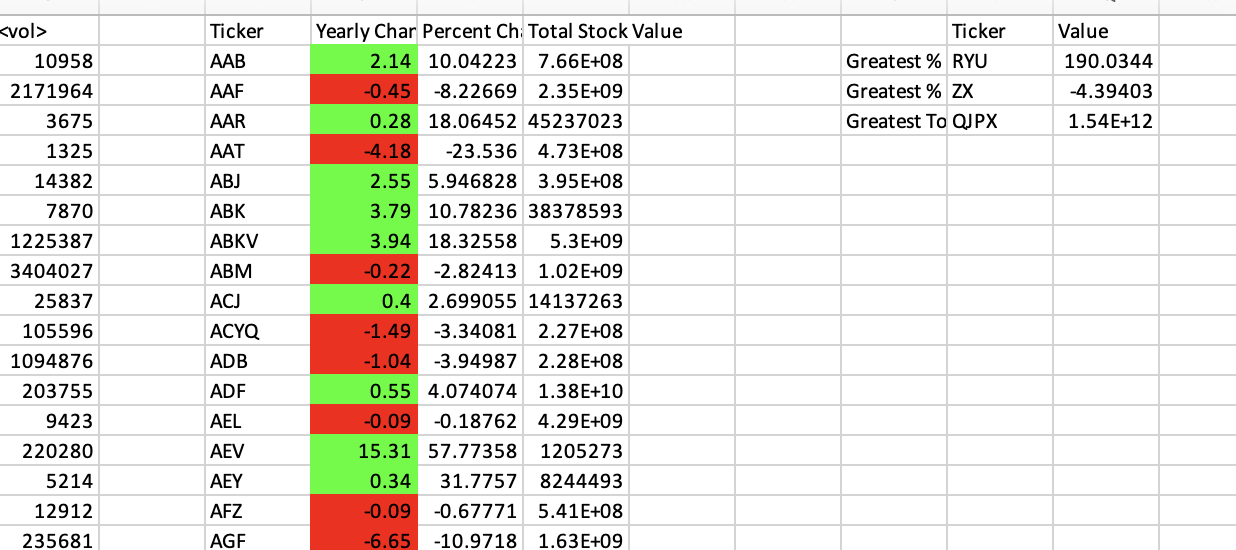 <vol> Ticker Yearly Char Percent Ch Total Stock Value Ticker Value
10958 AAB 2.14 10.04223 7.66E+08 Greatest % RYU 190.0344
2171964 AAF -0.45 -8.22669 2.35E+09 Greatest % ZX -4.39403
3675 AAR 0.28 18.06452 45237023 Greatest To QJPX 1.54E+12
1325 AAT -4.18 -23.536 4.73E+08
14382 ABJ 2.55 5.946828 3.95E+08
7870 ABK 3.79 10.78236 38378593
1225387 ABKV 3.94 18.32558 5.3E+09
3404027 ABM -0.22 -2.82413 1.02E+09
25837 ACJ 0.4 2.699055 14137263
105596 ACYQ -1.49 -3.34081 2.27E+08
1094876 ADB -1.04 -3.94987 2.28E+08
203755 ADF 0.55 4.074074 1.38E+10
9423 AEL -0.09 -0.18762 4.29E+09
220280 AEV 15.31 57.77358 1205273
5214 AEY 0.34 31.7757 8244493
12912 AFZ -0.09 -0.67771 5.41E+08
235681 AGF -6.65 -10.9718 1.63E+09